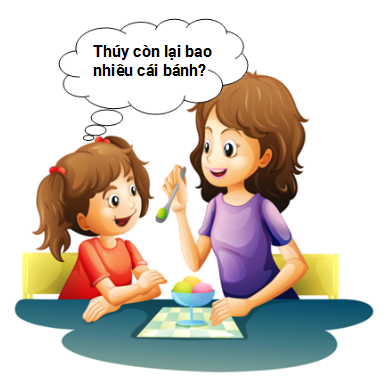 Thúy còn lại bao
nhiêu cái bánh?